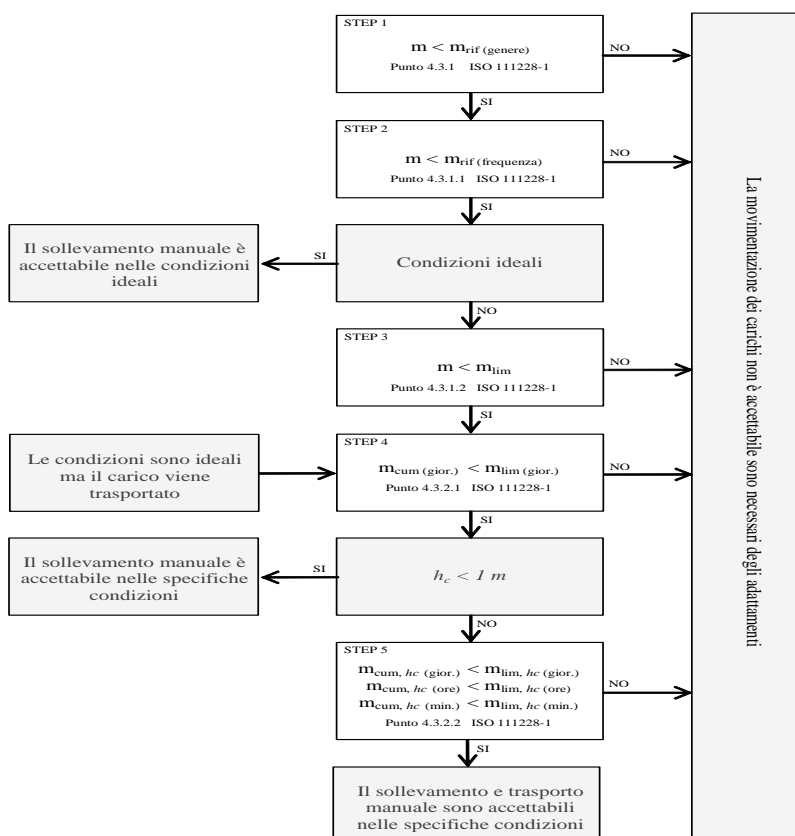 STEP 1
m < mrif (genere)
Punto 4.3.1 ISO 111228-1
NO
SI
STEP 2
m < mrif (frequenza)
Punto 4.3.1.1 ISO 111228-1
NO
SI
Il sollevamento manuale è
accettabile nelle condizioni
ideali
SI
Condizioni ideali
NO
STEP 3
m < mlim
Punto 4.3.1.2 ISO 111228-1
NO
SI
Le condizioni sono ideali
ma il carico viene
trasportato
STEP 4
mcum (gior.) < mlim (gior.)
Punto 4.3.2.1 ISO 111228-1
NO
SI
Il sollevamento manuale è
accettabile nelle specifiche
condizioni
SI
hc < 1 m
NO
STEP 5
mcum, hc (gior.) < mlim, hc (gior.)
mcum, hc (ore) < mlim, hc (ore)
mcum, hc (min.) < mlim, hc (min.)
Punto 4.3.2.2 ISO 111228-1
NO
SI
Il sollevamento e trasporto
manuale sono accettabili
nelle specifiche condizioni
La movimentazione dei carichi non è accettabile sono necessari degli adattamenti